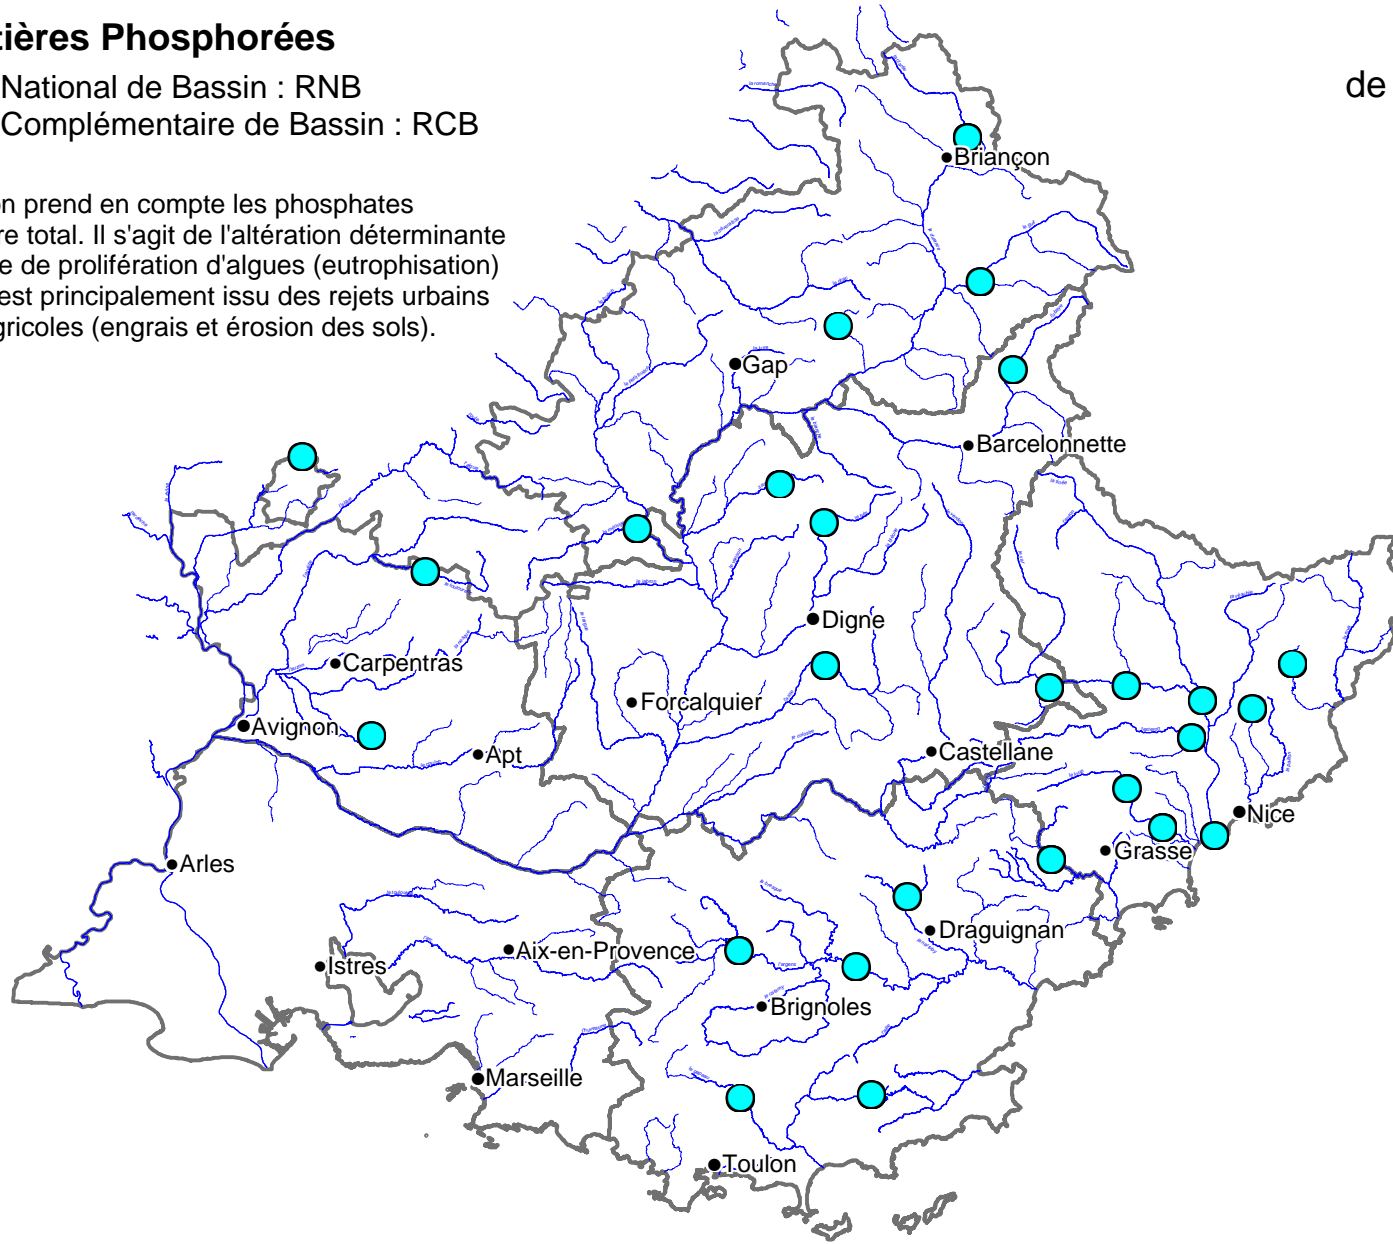 tières Phosphorées
National de Bassin : RNB
Complémentaire de Bassin : RCB
de
on prend en compte les phosphates
re total. Il s'agit de l'altération déterminante
e de prolifération d'algues (eutrophisation)
est principalement issu des rejets urbains
gricoles (engrais et érosion des sols).
Briançon
Gap
Barcelonnette
Digne
Carpentras
Forcalquier
Avignon
Apt
Castellane
Nice
Grasse
Arles
Draguignan
Aix-en-Provence
Istres
Brignoles
Marseille
Toulon